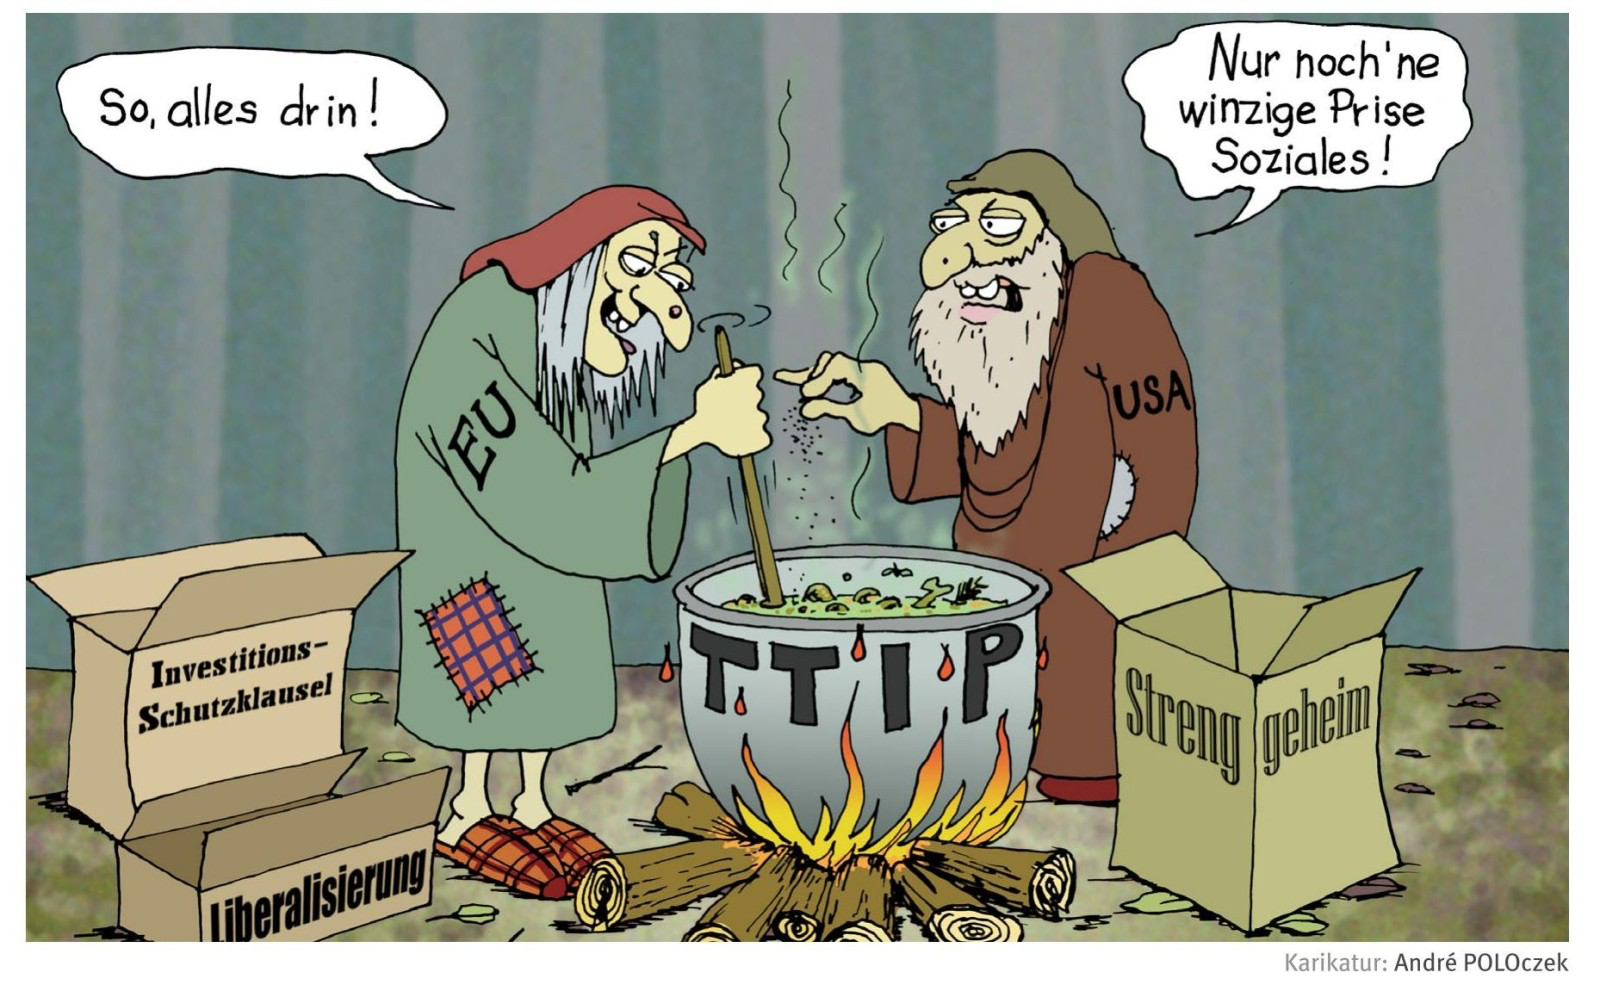 So, alles drin!
Nur noch'ne
winzige Prise
Soziales!
EU
USA
TTIP
Investitions-
Schutzklausel
Liberalisierung
Streng geheim
Karikatur: André POLOczek